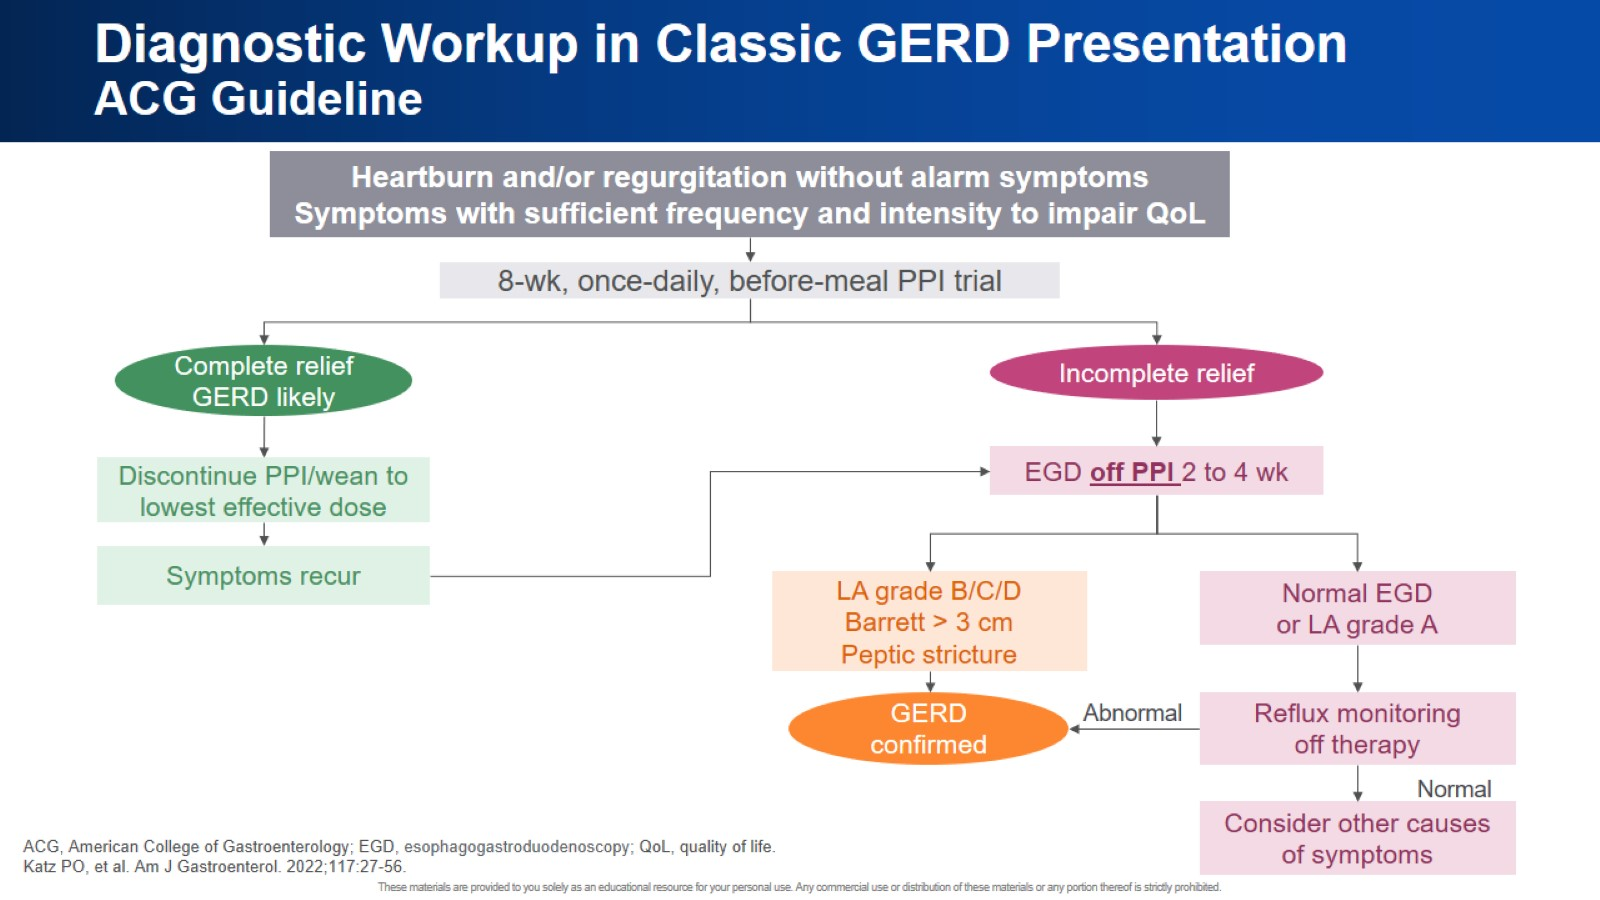 Diagnostic Workup in Classic GERD Presentation
ACG Guideline
Heartburn and/or regurgitation without alarm symptoms
Symptoms with sufficient frequency and intensity to impair QoL
8-wk, once-daily, before-meal PPI trial
Complete relief
GERD likely
Incomplete relief
Discontinue PPI/wean to
lowest effective dose
EGD off PPI 2 to 4 wk
Symptoms recur
LA grade B/C/D
Barrett > 3 cm
Peptic stricture
Normal EGD
or LA grade A
GERD
confirmed
Abnormal
Reflux monitoring
off therapy
Normal
Consider other causes
of symptoms
ACG, American College of Gastroenterology; EGD, esophagogastroduodenoscopy; QoL, quality of life.
Katz PO, et al. Am J Gastroenterol. 2022;117:27-56.
These materials are provided to you solely as an educational resource for your personal use. Any commercial use or distribution of these materials or any portion thereof is strictly prohibited.